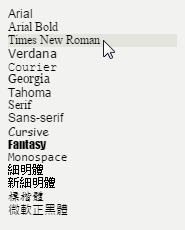 Arial
Arial Bold
Times New Roman
Verdana
Courier
Georgia
Tahoma
Serif
Sans-serif
Cursive
Fantasy
Monospace
細明體
新細明體
標楷體
微軟正黑體